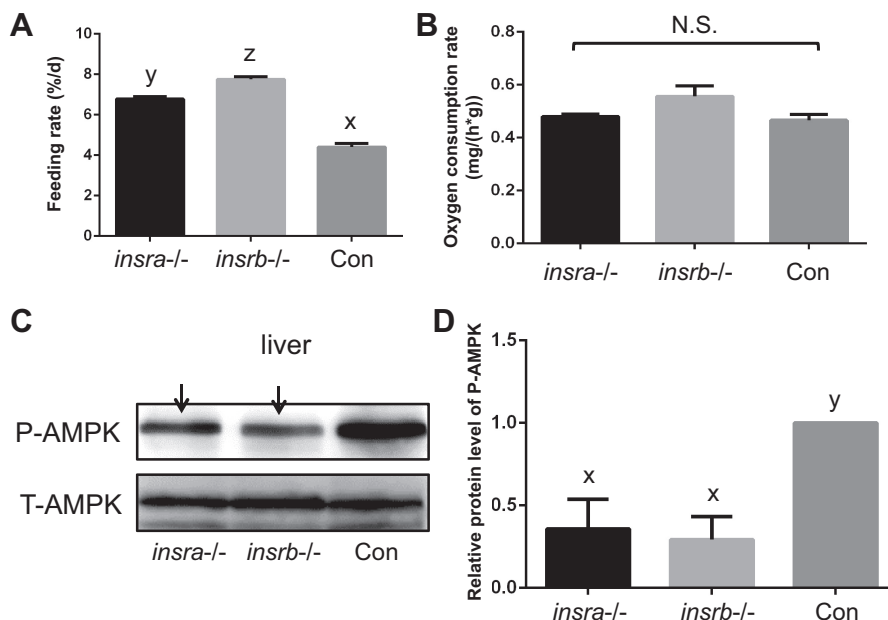 A
Feeding rate (%/d)
10
8
6
4
2
0
y
z
x
insra-/-
insrb-/-
Con
B
Oxygen consumption rate
(mg/(h*g))
0.8
0.6
0.4
0.2
0.0
N.S.
insra-/-
insrb-/-
Con
C
liver
P-AMPK
T-AMPK
insra-/-
insrb-/-
Con
D
Relative protein level of P-AMPK
1.5
1.0
0.5
0.0
x
x
y
insra-/-
insrb-/-
Con